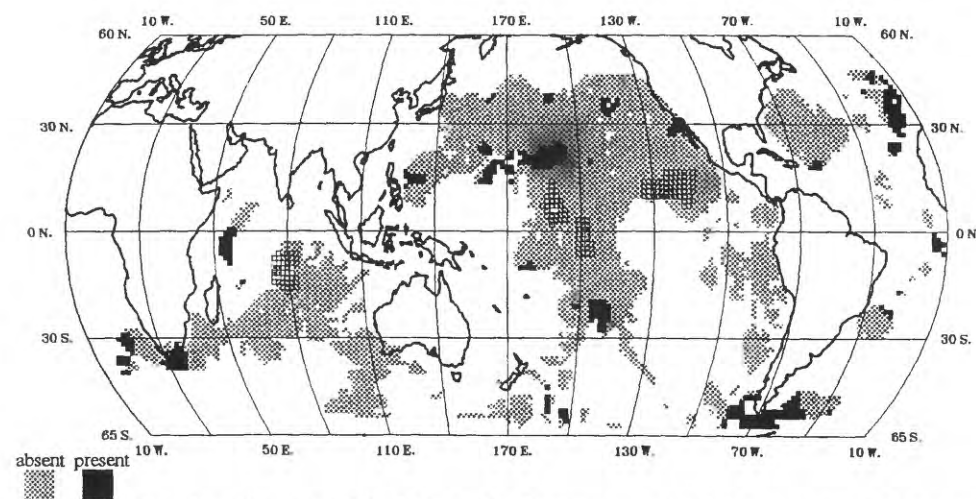 10 W. 50 E. 110 E. 170 E. 130 W. 70 W. 10 W.
60 N. 60 N.
30 N. 30 N.
0 N. 0 N.
30 S. 30 S.
65 S. 65 S.
10 W. 50 E. 110 E. 170 E. 130 W. 70 W. 10 W.
absent present